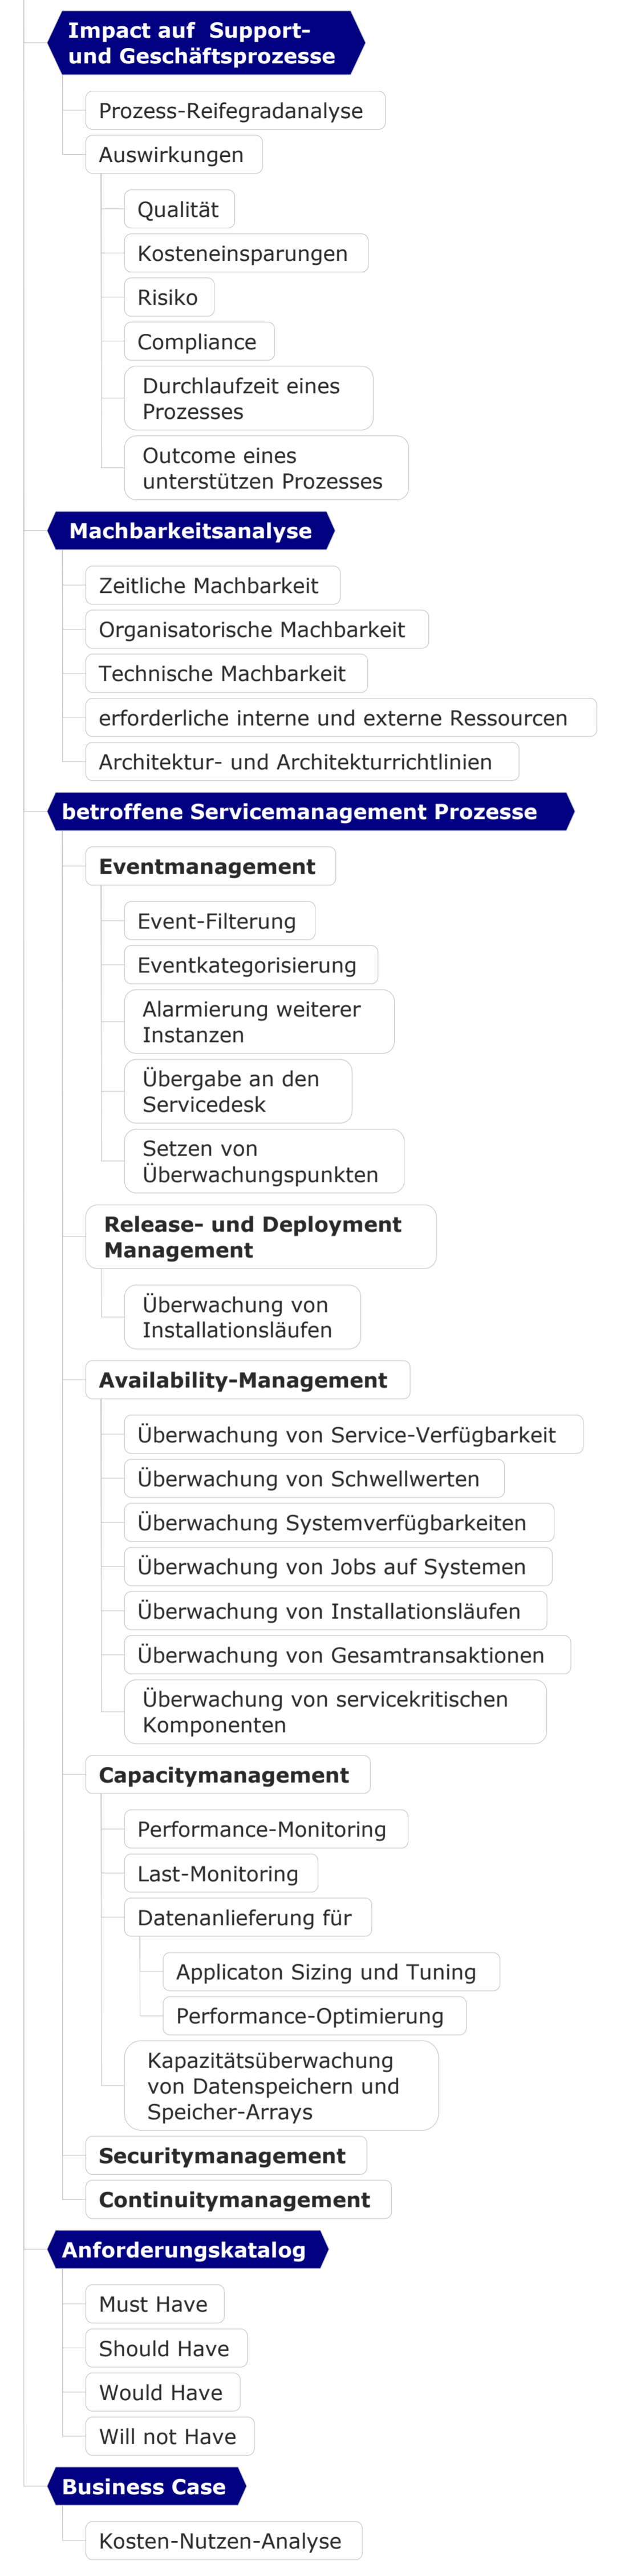 Impact auf Support-
und Geschäftsprozesse
Prozess-Reifegradanalyse
Auswirkungen
Qualität
Kosteneinsparungen
Risiko
Compliance
Durchlaufzeit eines
Prozesses
Outcome eines
unterstützen Prozesses
Machbarkeitsanalyse
Zeitliche Machbarkeit
Organisatorische Machbarkeit
Technische Machbarkeit
erforderliche interne und externe Ressourcen
Architektur- und Architekturrichtlinien
betroffene Servicemanagement Prozesse
Eventmanagement
Event-Filterung
Eventkategorisierung
Alarmierung weiterer
Instanzen
Übergabe an den
Servicedesk
Setzen von
Überwachungspunkten
Release- und Deployment
Management
Überwachung von
Installationsläufen
Availability-Management
Überwachung von Service-Verfügbarkeit
Überwachung von Schwellwerten
Überwachung Systemverfügbarkeiten
Überwachung von Jobs auf Systemen
Überwachung von Installationsläufen
Überwachung von Gesamtransaktionen
Überwachung von servicekritischen
Komponenten
Capacitymanagement
Performance-Monitoring
Last-Monitoring
Datenanlieferung für
Applicaton Sizing und Tuning
Performance-Optimierung
Kapazitätsüberwachung
von Datenspeichern und
Speicher-Arrays
Securitymanagement
Continuitymanagement
Anforderungskatalog
Must Have
Should Have
Would Have
Will not Have
Business Case
Kosten-Nutzen-Analyse